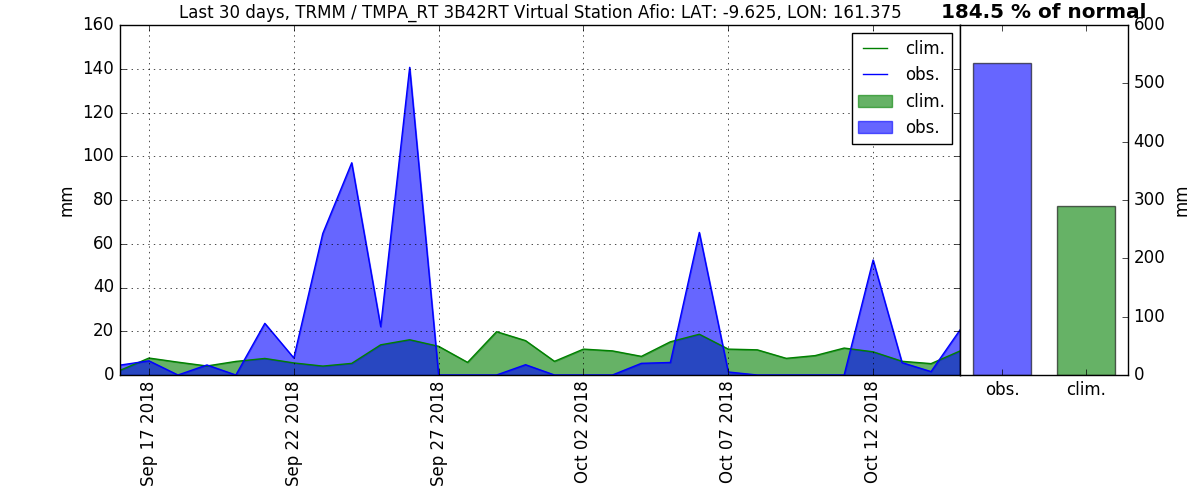 Last 30 days, TRMM / TMPA_RT 3B42RT Virtual Station Afio: LAT: -9.625, LON: 161.375
184.5 % of normal
160
140
120
100
80
60
40
20
0
mm
clim.
obs.
clim.
obs.
Sep 17 2018
Sep 22 2018
Sep 27 2018
Oct 02 2018
Oct 07 2018
Oct 12 2018
600
500
400
300
200
100
0
mm
obs.
clim.